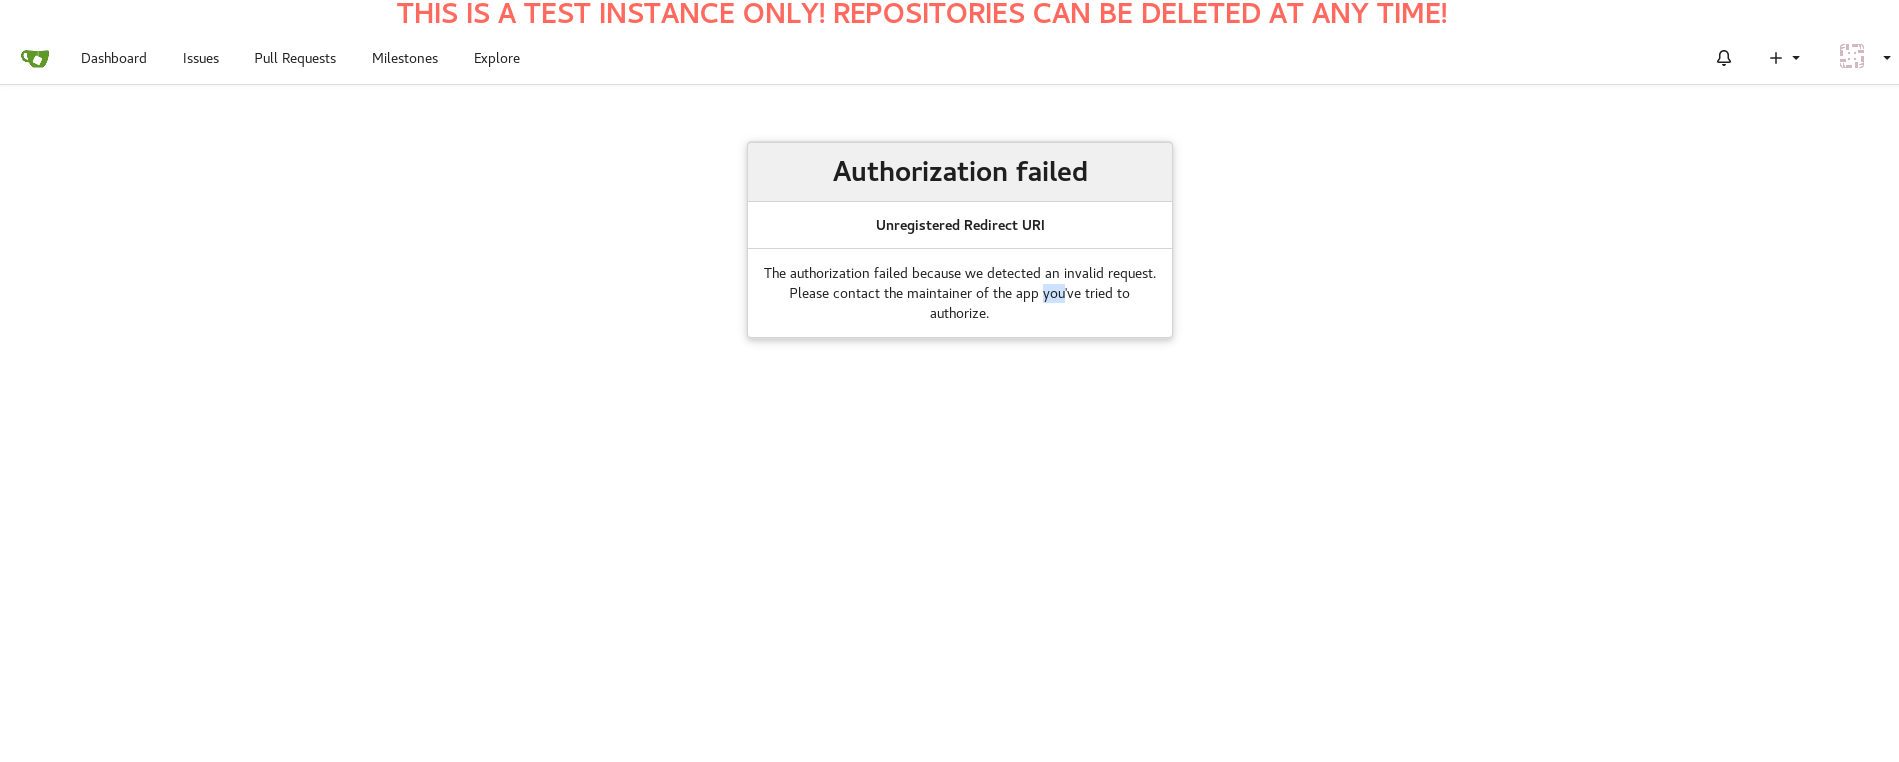 THIS IS A TEST INSTANCE ONLY! REPOSITORIES CAN BE DELETED AT ANY TIME!
Dashboard Issues Pull Requests Milestones Explore
Authorization failed
Unregistered Redirect URI
The authorization failed because we detected an invalid request.
Please contact the maintainer of the app you've tried to
authorize.